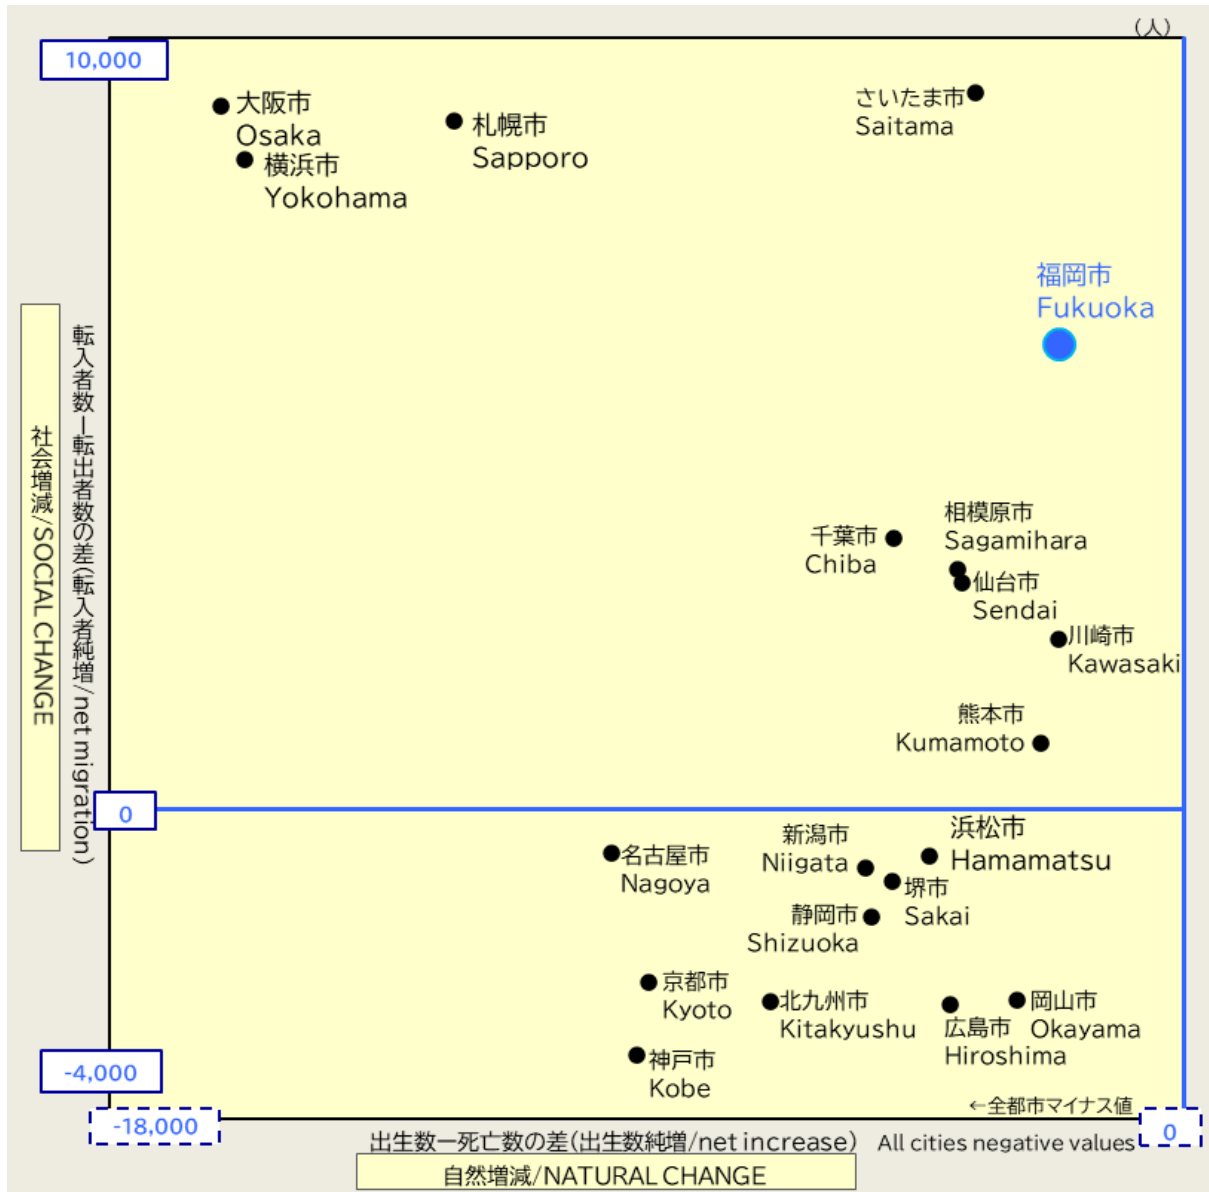 (人)
10,000
大阪市
Osaka
横浜市
Yokohama
札幌市
Sapporo
さいたま市
Saitama
福岡市
Fukuoka
社会増減/SOCIAL CHANGE
転入者数ー転出者数の差(転入者純増/net migration)
千葉市
Chiba
相模原市
Sagamihara
仙台市
Sendai
川崎市
Kawasaki
熊本市
Kumamoto
0
名古屋市
Nagoya
新潟市
Niigata
浜松市
Hamamatsu
堺市
Sakai
静岡市
Shizuoka
京都市
Kyoto
北九州市
Kitakyushu
広島市
Hiroshima
岡山市
Okayama
神戸市
Kobe
-4,000
-18,000
←全都市マイナス値
出生数ー死亡数の差(出生数純増/net increase)
All cities negative values
0
自然増減/NATURAL CHANGE